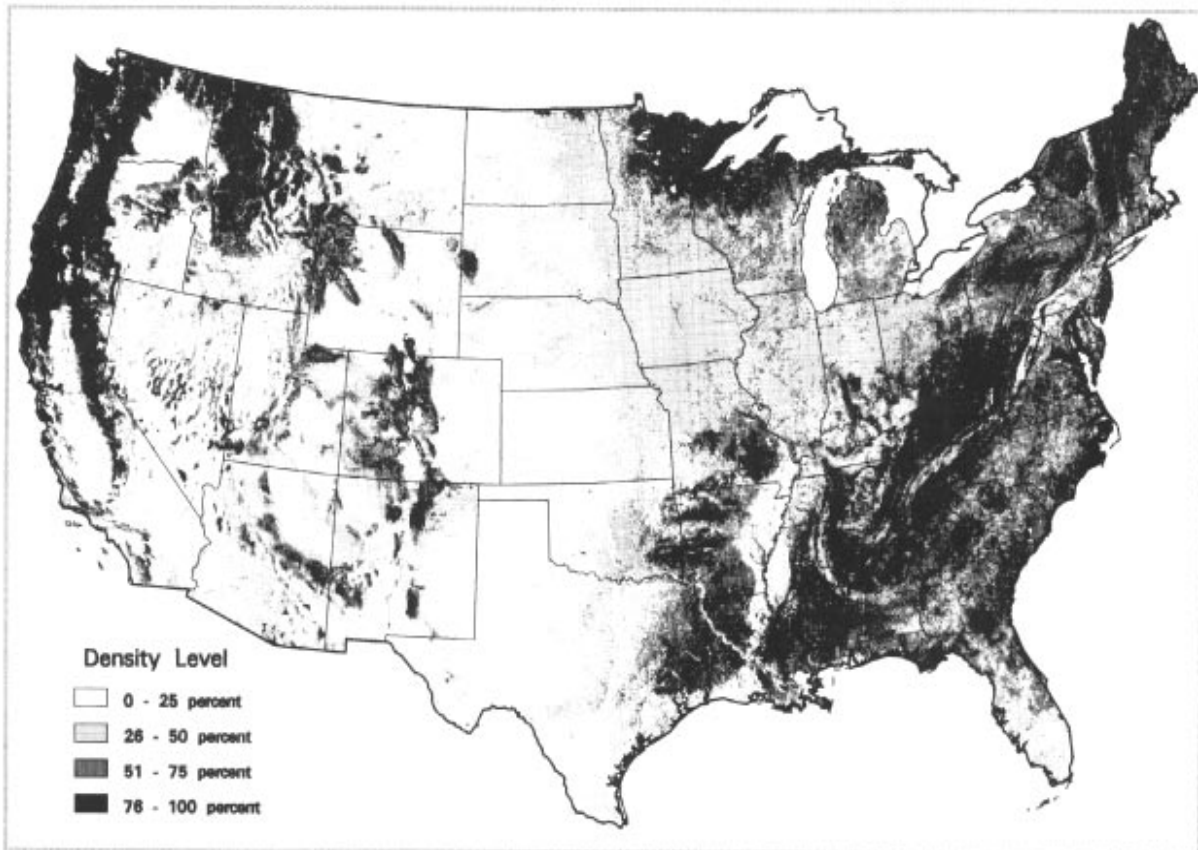 Density Level
0 - 25 percent
26 - 50 percent
51 - 75 percent
76 - 100 percent